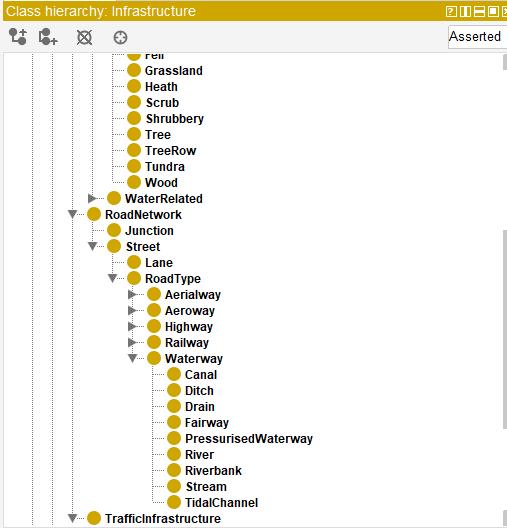 Class hierarchy: Infrastructure
Asserted
Fell
Grassland
Heath
Scrub
Shrubbery
Tree
TreeRow
Tundra
Wood
WaterRelated
RoadNetwork
Junction
Street
Lane
RoadType
Aerialway
Aeroway
Highway
Railway
Waterway
Canal
Ditch
Drain
Fairway
PressurisedWaterway
River
Riverbank
Stream
TidalChannel
TrafficInfrastructure